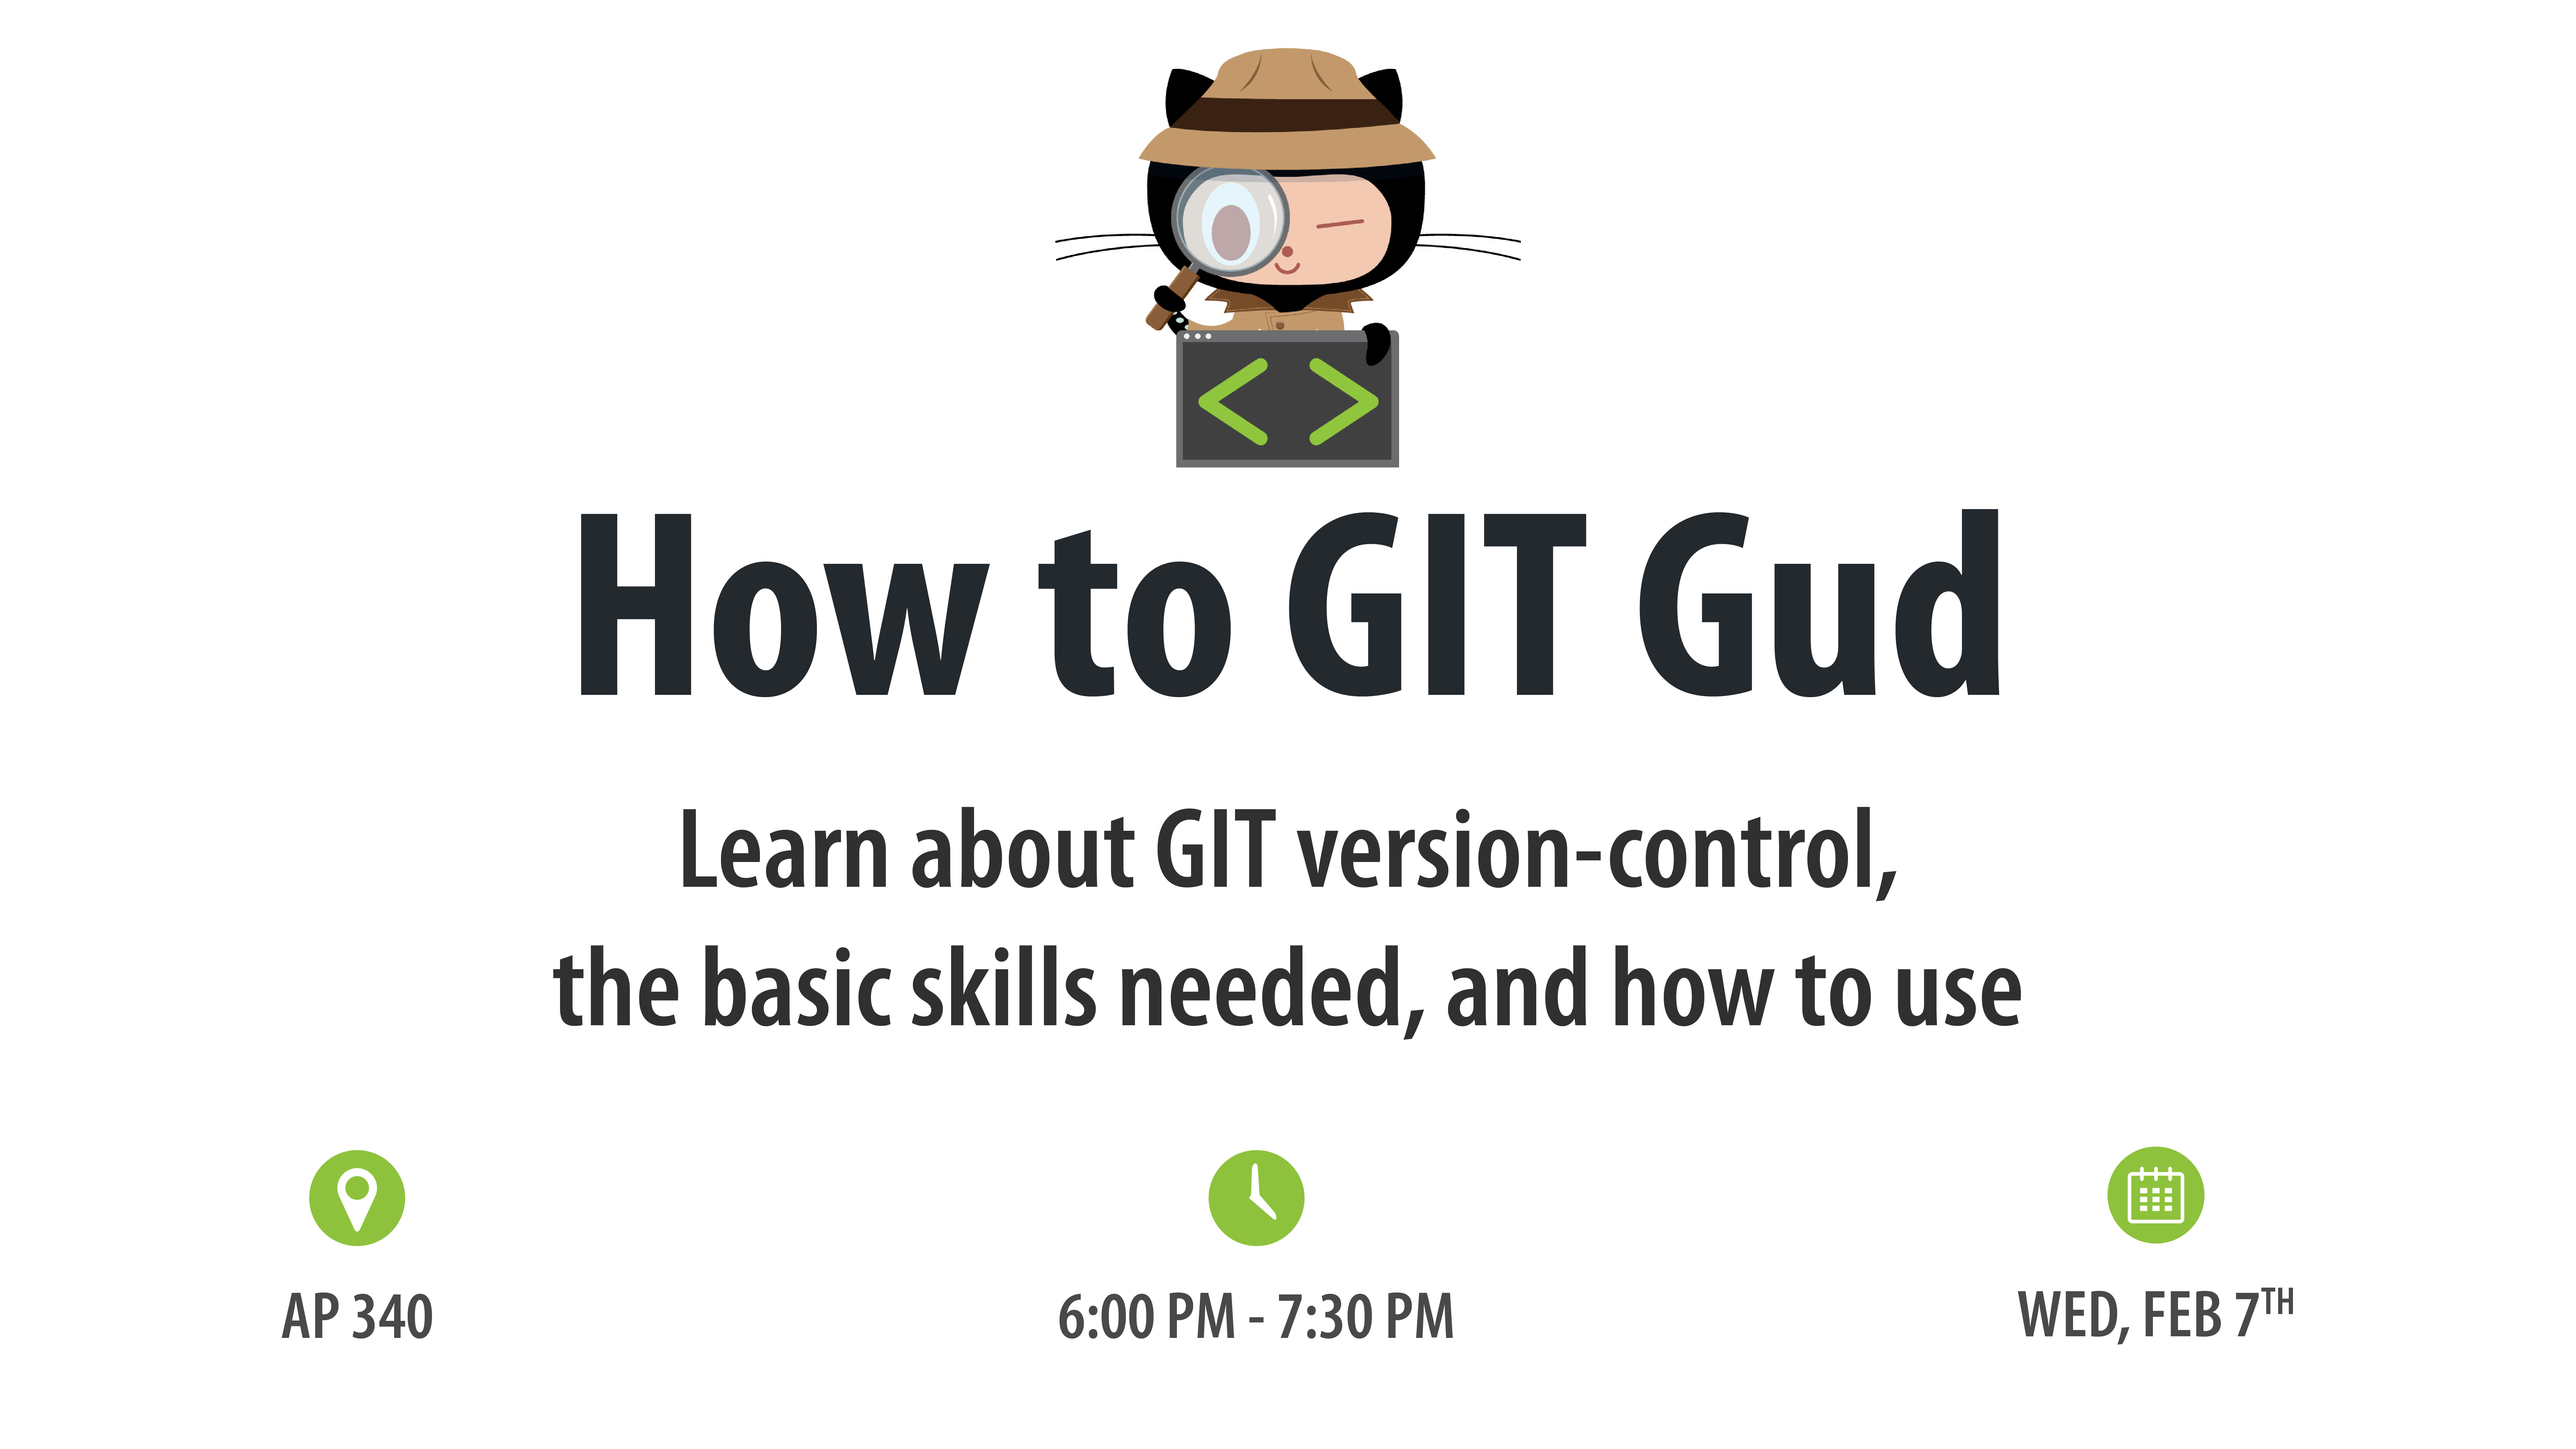 < >
How to GIT Gud
Learn about GIT version-control,
the basic skills needed, and how to use
AP 340
6:00 PM - 7:30 PM
WED, FEB 7TH